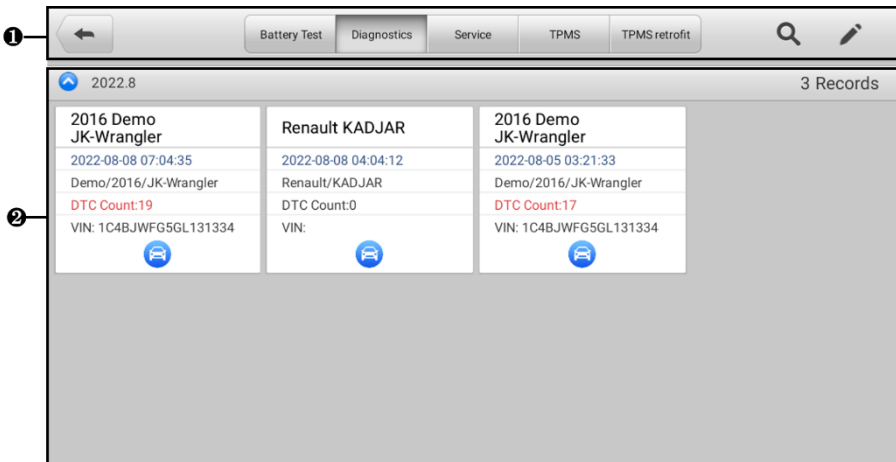 ❶
Battery Test Diagnostics Service TPMS TPMS retrofit
2022.8 3 Records
❷
2016 Demo
JK-Wrangler
2022-08-08 07:04:35
Demo/2016/JK-Wrangler
DTC Count:19
VIN: 1C4BJWFG5GL131334
Renault KADJAR
2022-08-08 04:04:12
Renault/KADJAR
DTC Count:0
VIN:
2016 Demo
JK-Wrangler
2022-08-05 03:21:33
Demo/2016/JK-Wrangler
DTC Count:17
VIN: 1C4BJWFG5GL131334